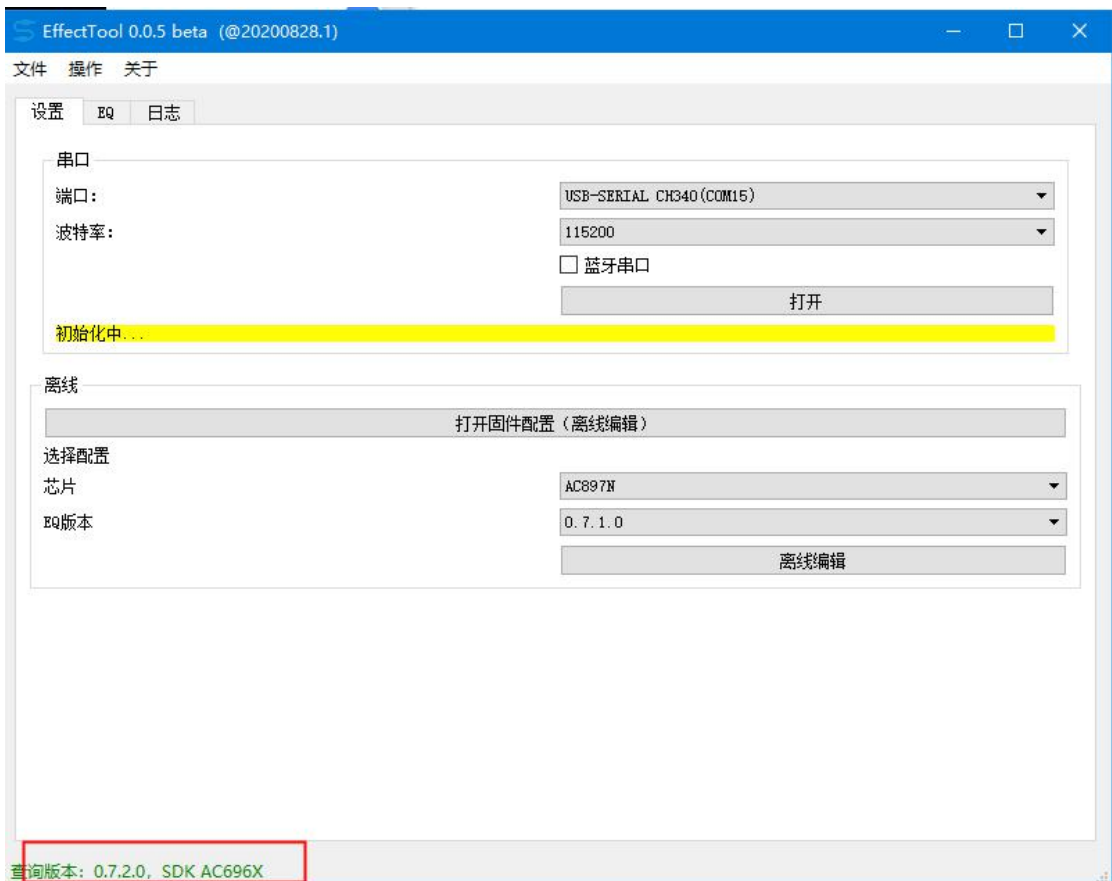 EffectTool 0.0.5 beta (@20200828.1)
文件 操作 关于
设置 EQ 日志
串口
端口: USB-SERIAL CH340(COM15)
波特率: 115200
蓝牙串口
打开
初始化中...
离线
打开固件配置（离线编辑）
选择配置
芯片 AC897N
EQ版本 0.7.1.0
离线编辑
查询版本: 0.7.2.0, SDK AC696X